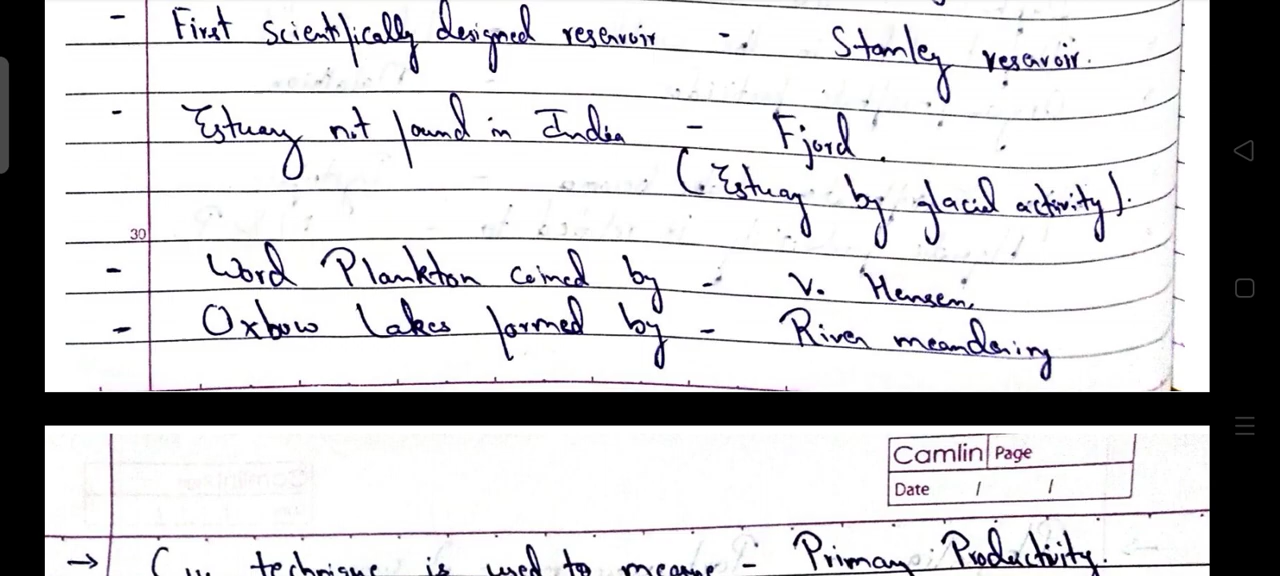 - First scientifically designed reservoir - Stanley reservoir.
- Estuary not found in India - Fjord.
(Estuay by glacial activity).
30
- Word Plankton coined by - V. Hensen.
- Oxbow Lakes formed by - River meandering
Camlin Page
Date / /
→ technique is used to measure - Primary Productivity.